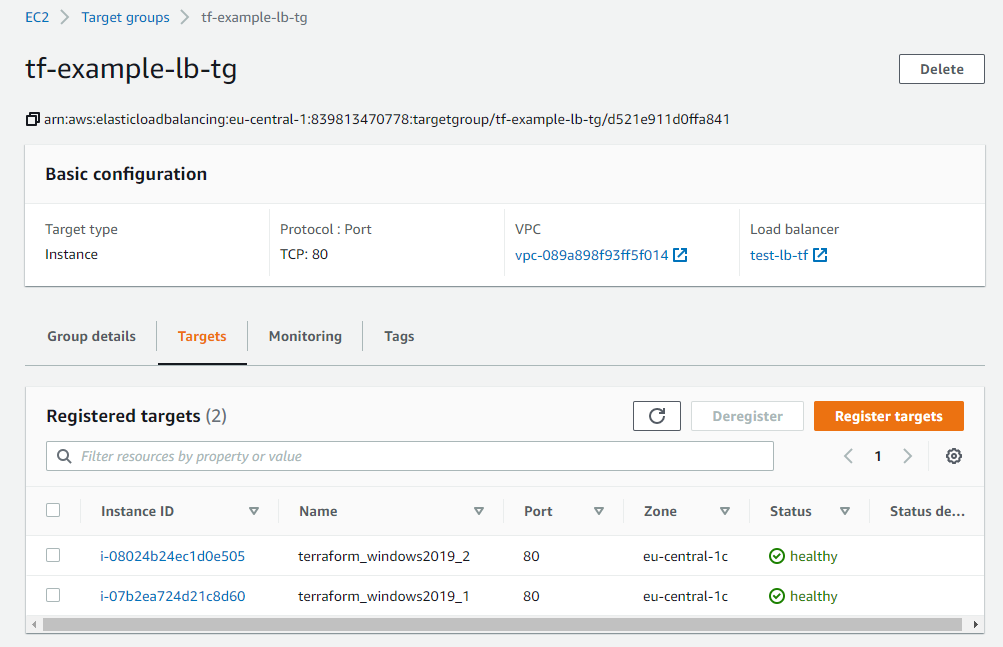 EC2 Target groups tf-example-lb-tg
tf-example-lb-tg
Delete
arn:aws:elasticloadbalancing:eu-central-1:839813470778:targetgroup/tf-example-lb-tg/d521e911d0ffa841
Basic configuration
Target type Protocol : Port VPC Load balancer
Instance TCP: 80 vpc-089a898f93ff5f014 test-lb-tf
Group details Targets Monitoring Tags
Registered targets (2) Deregister Register targets
Filter resources by property or value 1
Instance ID Name Port Zone Status Status de...
i-08024b24ec1d0e505 terraform_windows2019_2 80 eu-central-1c healthy
i-07b2ea724d21c8d60 terraform_windows2019_1 80 eu-central-1c healthy